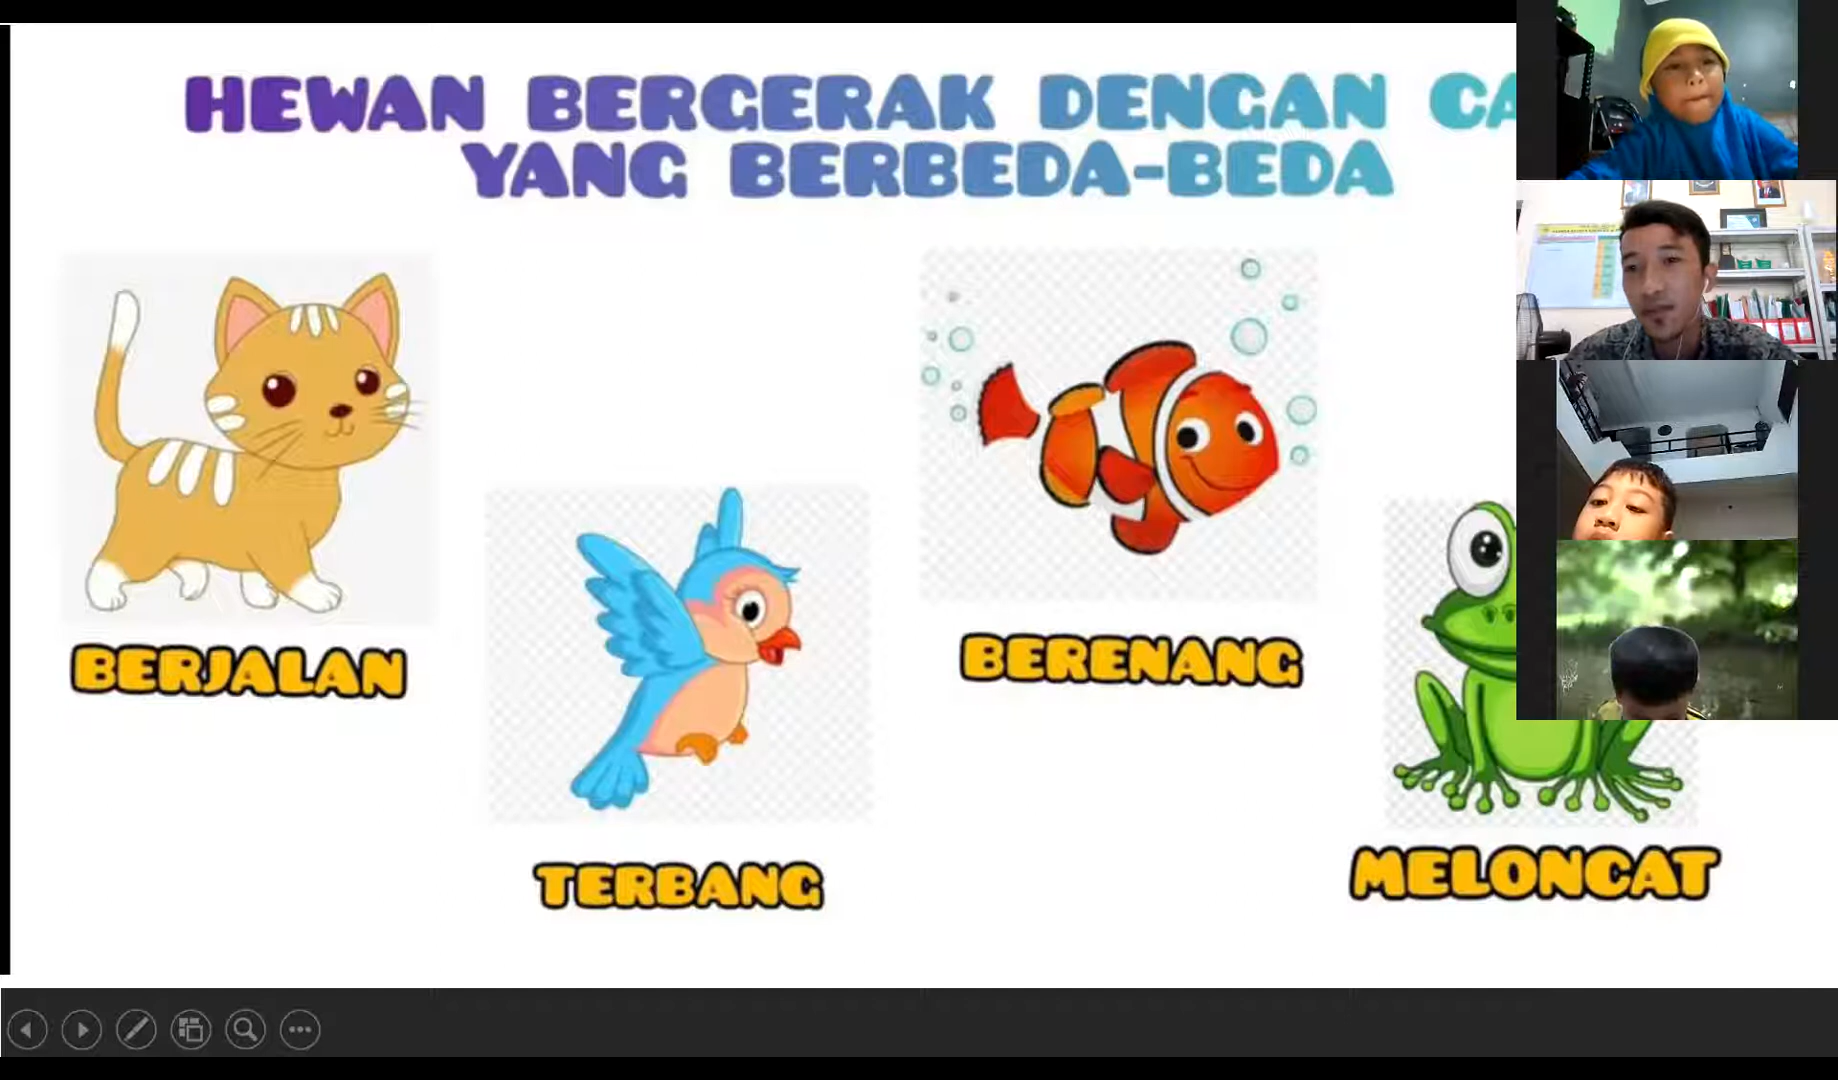 HEWAN BERGERAK DENGAN
YANG BERBEDA-BEDA
BERJALAN
BERENANG
TERBANG
MELONCAT